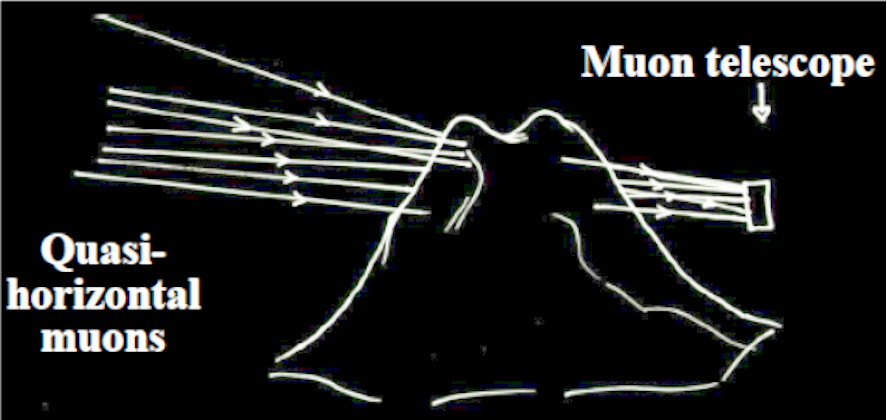 Muon telescope
Quasi-
horizontal
muons